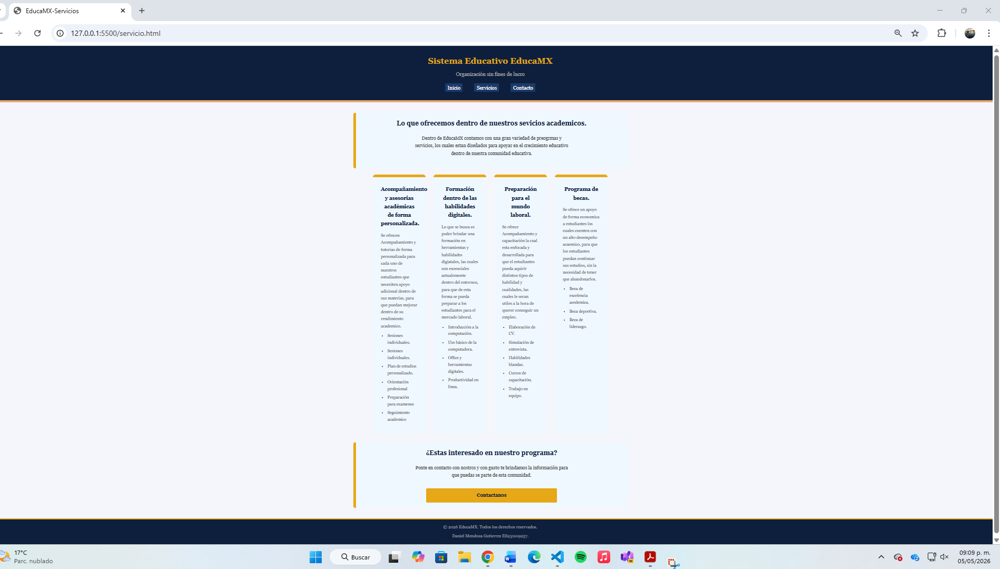 EducaMX-Servicios
127.0.0.1:5500/servicio.html
Sistema Educativo EducaMX
Organización sin fines de lucro
Inicio
Servicios
Contacto
Lo que ofrecemos dentro de nuestros sevicios academicos.
Dentro de EducaMX contamos con una gran variedad de preogrmas y
servicios, los cuales estan diseñados para apoyar en el crecimiento educativo
dentro de nuestra comunidad educativa.
Acompañamiento
y asesorias
académicas
de forma
personalizada.
Se ofrecen
Acompañamiento y
tutorias de forma
personalizada para
cada uno de
nuestros
estudiantes que
necesiten apoyo
adicional dentro de
sus materias, para
que puedan mejorar
dentro de su
rendimiento
academico.
Sesiones
individuales.
Sesiones
individuales.
Plan de estudios
personalizado.
Orientación
profesional
Preparación
para examenes
Seguimiento
academico
Formación
dentro de las
habilidades
digitales.
Lo que se busca es
poder brindar una
formación en
herramientas y
habilidades
digiatales, las cuales
son escenciales
actualemente
dentro del entornos,
para que de esta
forma se pueda
preparar a los
estudiantes para el
mercado laboral.
Introducción a la
computación.
Uso básico de la
computadora.
Office y
herramientas
digitales.
Productividad en
linea.
Preparación
para el
mundo
laboral.
Se ofrece
Acompañamiento y
capacitación la cual
esta enfocada y
desarrollada para
que el estudiantes
pueda aquirir
distintos tipos de
habilidad y
cualidades, las
cuales le seran
utiles a la hora de
querer conseguir un
empleo.
Elaboración de
CV.
Simulación de
entrevista.
Habilidades
blandas.
Cursos de
capacitación.
Trabajo en
equipo.
Programa de
becas.
Se ofrece un apoyo
de forma economica
a estudiantes los
cuales cuenten con
un alto desempeño
acaemico, para que
los estudiantes
puedan continuar
sus estudios, sin la
necesidad de tener
que abandonarlos.
Beca de
excelencia
acedemica.
Beca deportiva.
Beca de
liderazgo.
¿Estas interesado en nuestro programa?
Ponte en contacto con nostros y con gusto te brindamos la información para
que puedas se parte de esta comunidad.
Contactanos
© 2026 EducaMX. Todos los derechos reservados.
Daniel Mendoza Gutierrez ES231109257.
17°C
Parc. nublado
Buscar
09:09 p. m.
05/05/2026